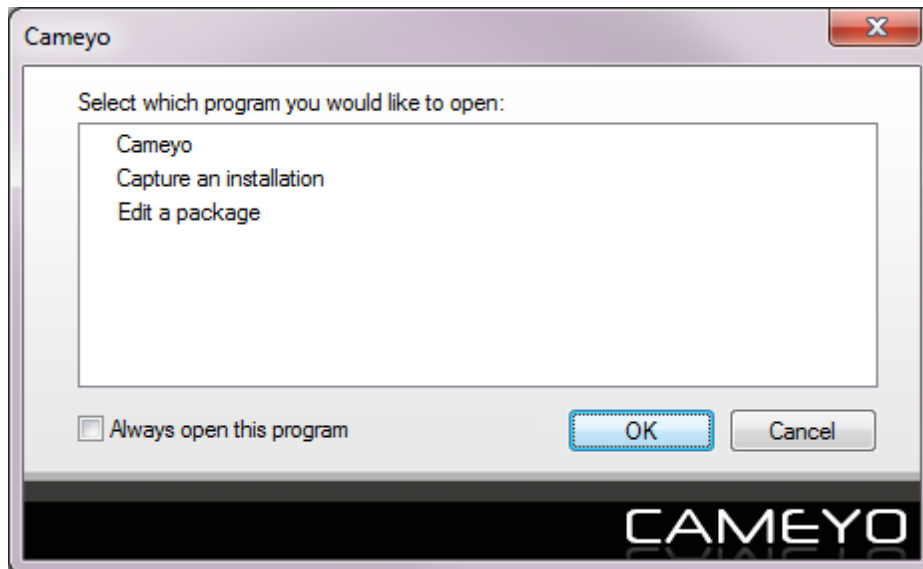 Cameyo
Select which program you would like to open:
Cameyo
Capture an installation
Edit a package
Always open this program
OK
Cancel
CAMEYO